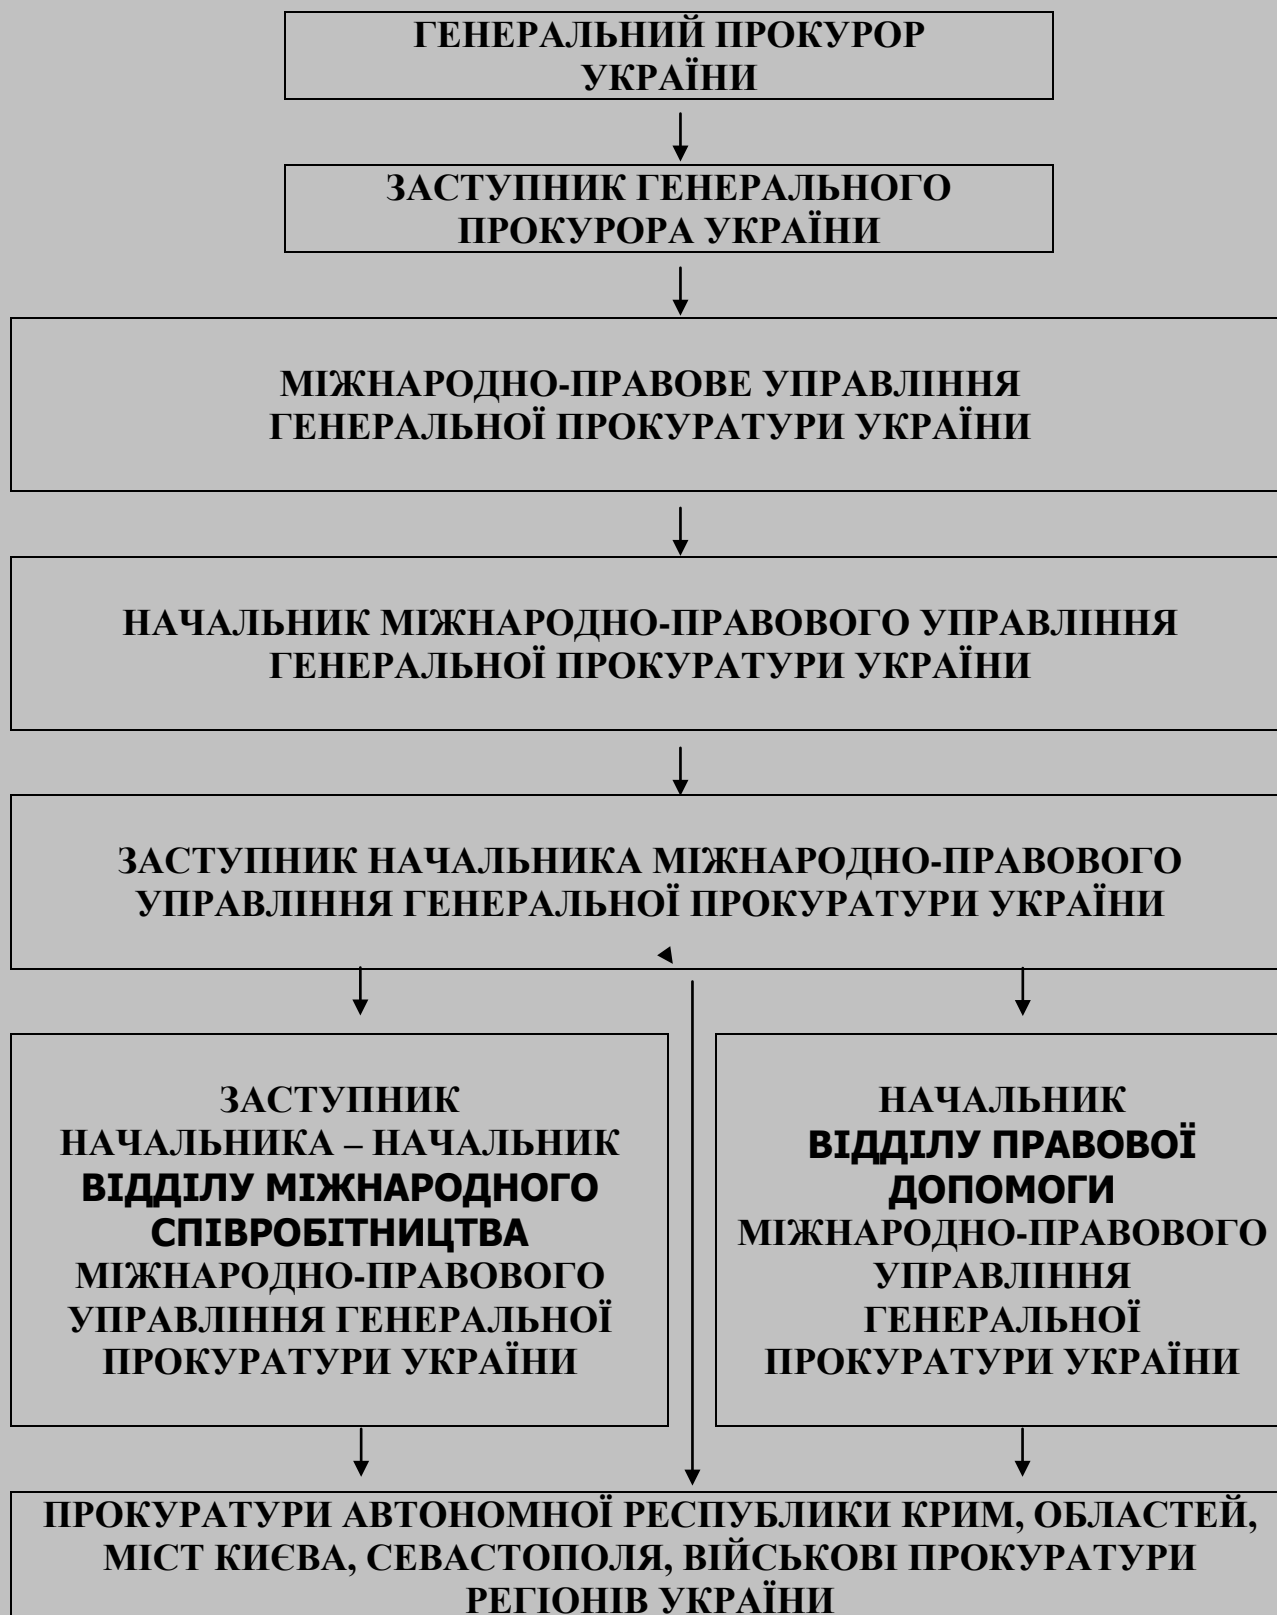 ГЕНЕРАЛЬНИЙ ПРОКУРОР
УКРАЇНИ
ЗАСТУПНИК ГЕНЕРАЛЬНОГО
ПРОКУРОРА УКРАЇНИ
МІЖНАРОДНО-ПРАВОВЕ УПРАВЛІННЯ
ГЕНЕРАЛЬНОЇ ПРОКУРАТУРИ УКРАЇНИ
НАЧАЛЬНИК МІЖНАРОДНО-ПРАВОВОГО УПРАВЛІННЯ
ГЕНЕРАЛЬНОЇ ПРОКУРАТУРИ УКРАЇНИ
ЗАСТУПНИК НАЧАЛЬНИКА МІЖНАРОДНО-ПРАВОВОГО
УПРАВЛІННЯ ГЕНЕРАЛЬНОЇ ПРОКУРАТУРИ УКРАЇНИ
ЗАСТУПНИК
НАЧАЛЬНИКА – НАЧАЛЬНИК
ВІДДІЛУ МІЖНАРОДНОГО
СПІВРОБІТНИЦТВА
МІЖНАРОДНО-ПРАВОВОГО
УПРАВЛІННЯ ГЕНЕРАЛЬНОЇ
ПРОКУРАТУРИ УКРАЇНИ
НАЧАЛЬНИК
ВІДДІЛУ ПРАВОВОЇ
ДОПОМОГИ
МІЖНАРОДНО-ПРАВОВОГО
УПРАВЛІННЯ
ГЕНЕРАЛЬНОЇ
ПРОКУРАТУРИ УКРАЇНИ
ПРОКУРАТУРИ АВТОНОМНОЇ РЕСПУБЛИКИ КРИМ, ОБЛАСТЕЙ,
МІСТ КИЄВА, СЕВАСТОПОЛЯ, ВІЙСЬКОВІ ПРОКУРАТУРИ
РЕГІОНІВ УКРАЇНИ